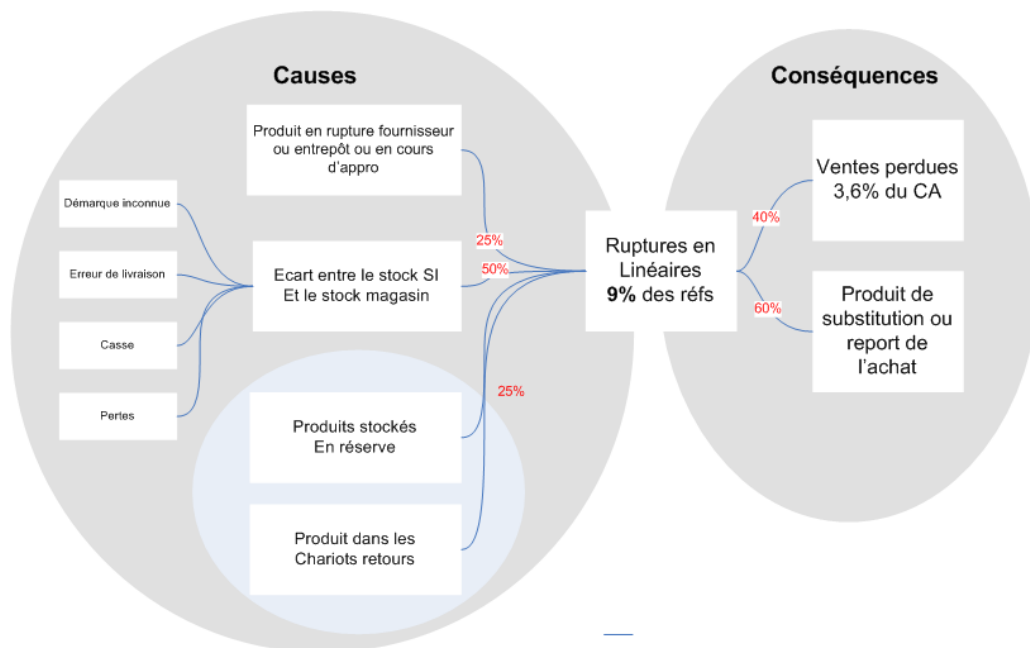 Causes
Produit en rupture fournisseur
ou entrepôt ou en cours
d'appro
Démarque inconnue
Erreur de livraison
Casse
Pertes
Ecart entre le stock SI
Et le stock magasin
Produits stockés
En réserve
Produit dans les
Chariots retours
25%
50%
25%
Ruptures en
Linéaires
9% des réfs
Conséquences
40%
60%
Ventes perdues
3,6% du CA
Produit de
substitution ou
report de
l'achat